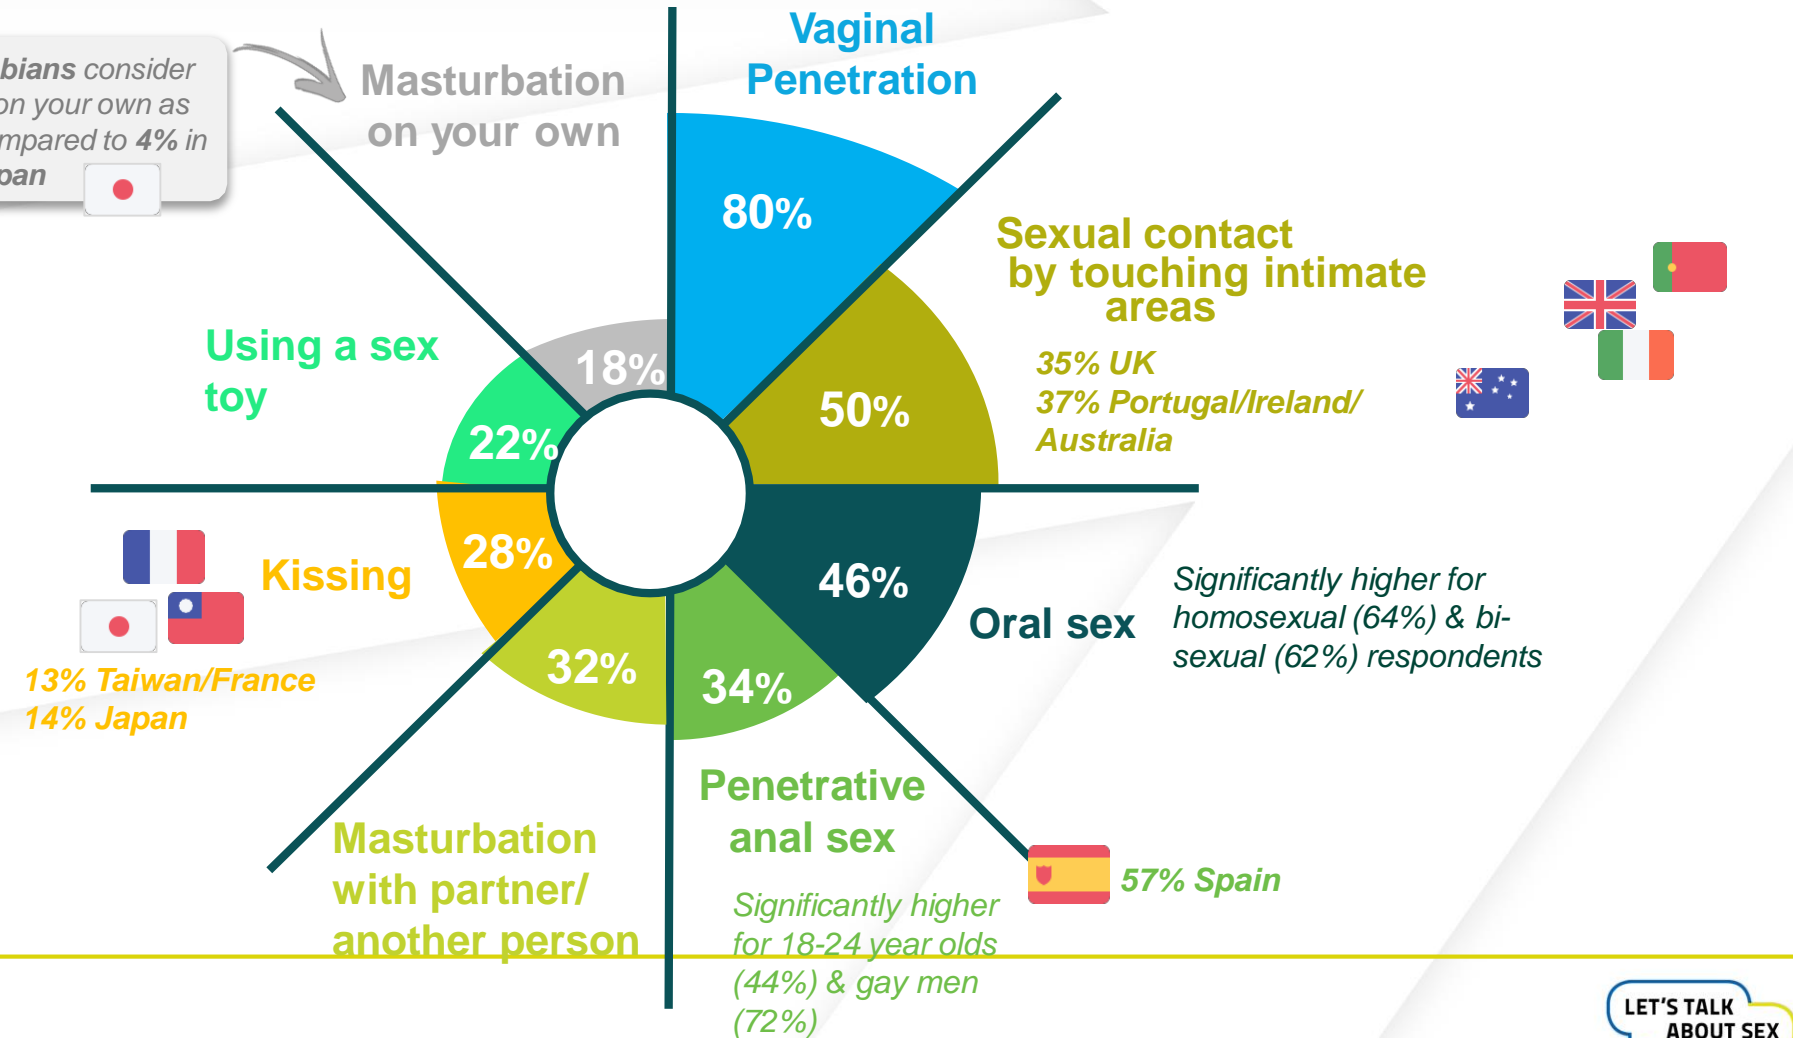 Vaginal
Penetration
80%
bians consider
on your own as
mpared to 4% in
pan
Masturbation
on your own
18%
Sexual contact
by touching intimate
areas
50%
35% UK
37% Portugal/Ireland/
Australia
Using a sex
toy
22%
Kissing
28%
13% Taiwan/France
14% Japan
46%
Oral sex
Significantly higher for
homosexual (64%) & bi-
sexual (62%) respondents
32%
Masturbation
with partner/
another person
34%
Penetrative
anal sex
Significantly higher
for 18-24 year olds
(44%) & gay men
(72%)
57% Spain
LET'S TALK
ABOUT SEX